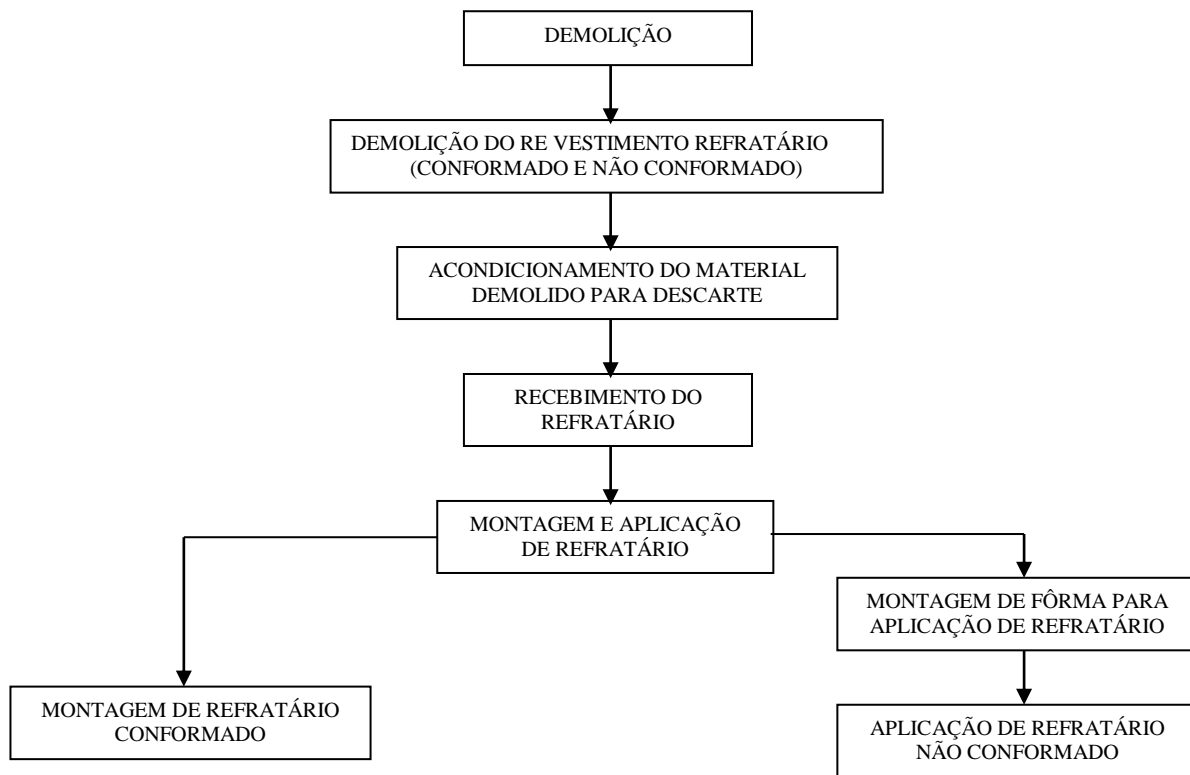 DEMOLIÇÃO
DEMOLIÇÃO DO RE VESTIMENTO REFRATÁRIO
(CONFORMADO E NÃO CONFORMADO)
ACONDICIONAMENTO DO MATERIAL
DEMOLIDO PARA DESCARTE
RECEBIMENTO DO
REFRATÁRIO
MONTAGEM E APLICAÇÃO
DE REFRATÁRIO
MONTAGEM DE FÔRMA PARA
APLICAÇÃO DE REFRATÁRIO
MONTAGEM DE REFRATÁRIO
CONFORMADO
APLICAÇÃO DE REFRATÁRIO
NÃO CONFORMADO